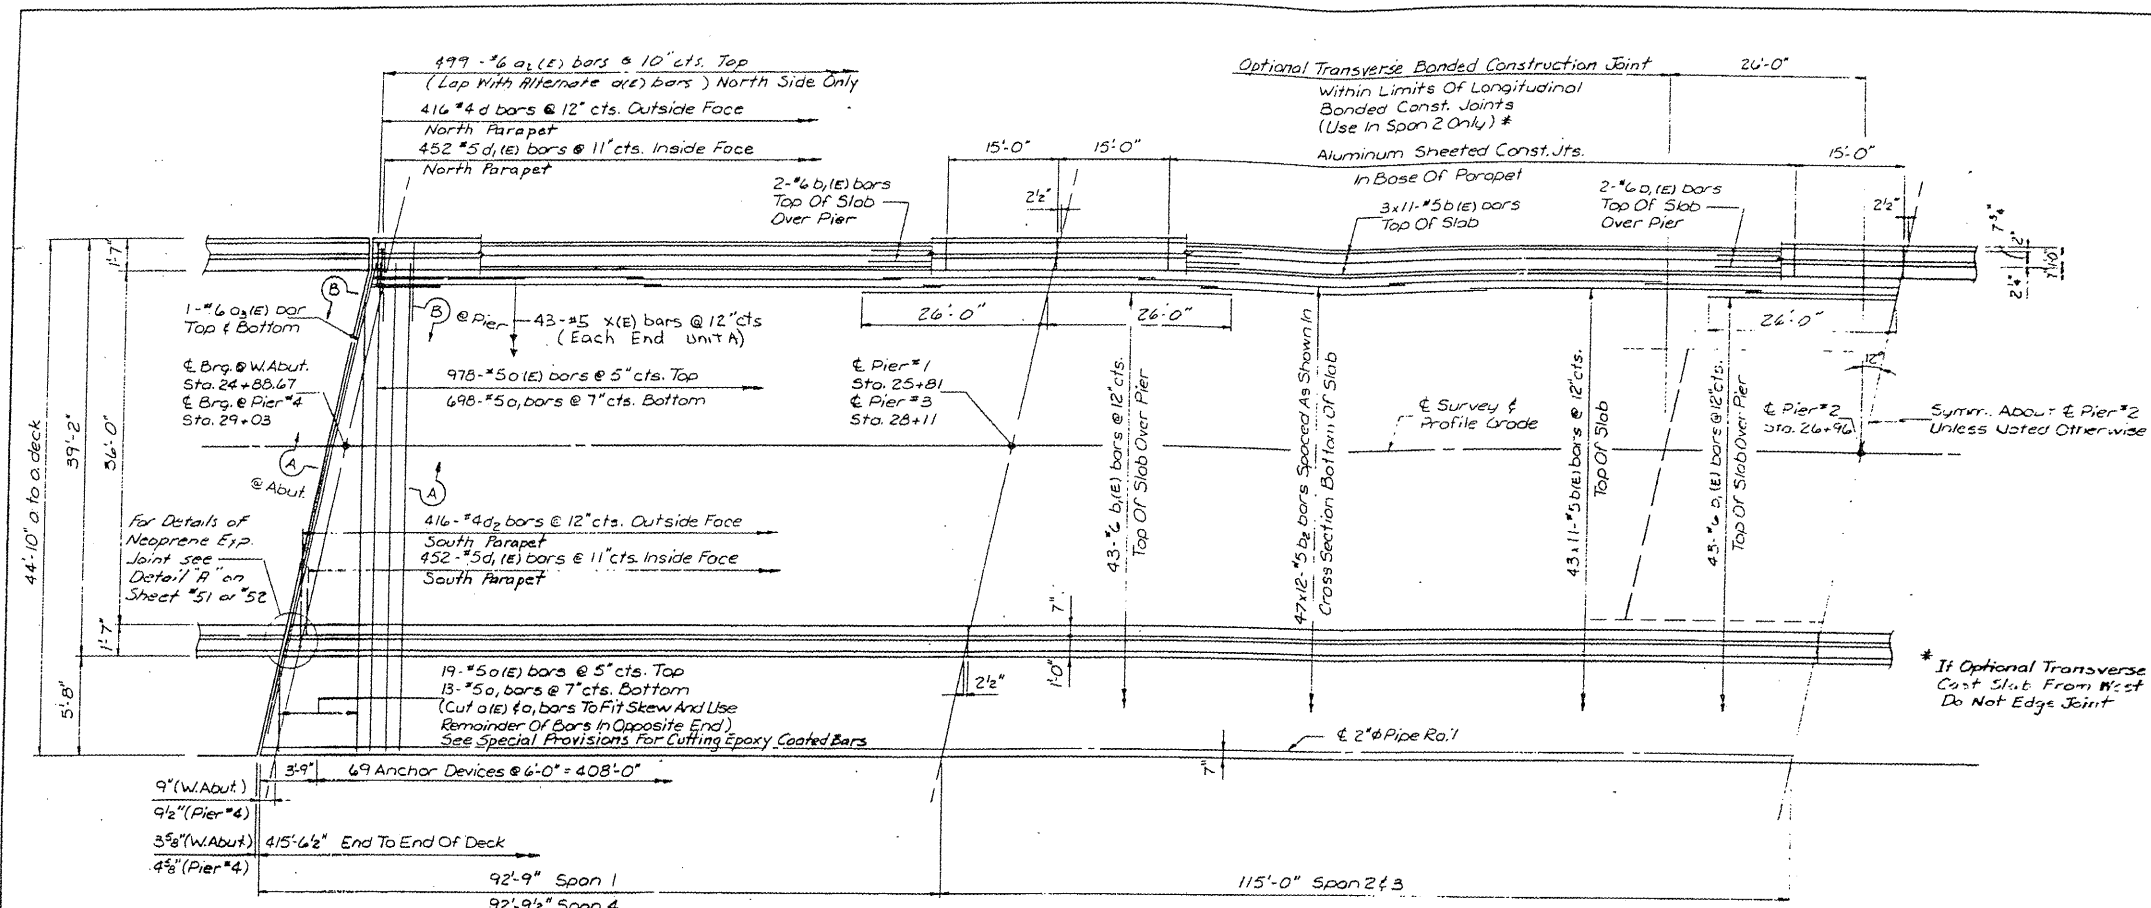 499 - #6 a2(E) bars @ 10" cts. Top
(Lap With Alternate a(E) bars) North Side Only
416 #4 d bars @ 12" cts. Outside Face
North Parapet
452 #5 d1(E) bars @ 11" cts. Inside Face
North Parapet
2-#6 b1(E) bars
Top Of Slab
Over Pier
15'-0"
15'-0"
2½"
Optional Transverse Bonded Construction Joint
26'-0"
Within Limits Of Longitudinal
Bonded Const. Joints
(Use In Span 2 Only) *
Aluminum Sheeted Const. Jts.
In Base Of Parapet
15'-0"
3x11-#5 b(E) bars
Top Of Slab
2-#6 b1(E) bars
Top Of Slab
Over Pier
2½"
2"
1'-7"
B
1-#6 a3(E) bar
Top & Bottom
B
@ Pier
43-#5 x(E) bars @ 12" cts
(Each End Unit A)
26'-0"
26'-0"
26'-0"
12°
℄ Brg. @ W. Abut.
Sta. 24+88.67
℄ Brg. @ Pier #4
Sta. 29+03
978-#5 a(E) bars @ 5" cts. Top
698-#5 a1 bars @ 7" cts. Bottom
℄ Pier #1
Sta. 25+81
℄ Pier #3
Sta. 28+11
℄ Survey &
Profile Grade
℄ Pier #2
Sta. 26+96
Symm. About ℄ Pier #2
Unless Noted Otherwise
44'-10" o. to o. deck
39'-2"
36'-0"
A
@ Abut.
A
43-#6 b1(E) bars @ 12" cts.
Top Of Slab Over Pier
47x12-#5 b2 bars Spaced As Shown In
Cross Section Bottom Of Slab
43x11-#5 b(E) bars @ 12" cts.
Top Of Slab
43-#6 b1(E) bars @ 12" cts.
Top Of Slab Over Pier
For Details of
Neoprene Exp.
Joint see
Detail "A" on
Sheet #51 or #52
416-#4 d2 bars @ 12" cts. Outside Face
South Parapet
452-#5 d1(E) bars @ 11" cts. Inside Face
South Parapet
1'-7"
7"
1'-0"
2½"
5'-8"
19-#5 a(E) bars @ 5" cts. Top
13-#5 a1 bars @ 7" cts. Bottom
(Cut a(E) & a1 bars To Fit Skew And Use
Remainder Of Bars In Opposite End)
See Special Provisions For Cutting Epoxy Coated Bars
* If Optional Transverse
Cast Slab From West
Do Not Edge Joint
℄ 2"φ Pipe Rail
7"
3'-9"
69 Anchor Devices @ 6'-0" = 408'-0"
9" (W. Abut.)
9½" (Pier #4)
3⅝" (W. Abut.)
4⅝" (Pier #4)
415'-6½" End To End Of Deck
92'-9" Span 1
92'-9½" Span 4
115'-0" Span 2 & 3